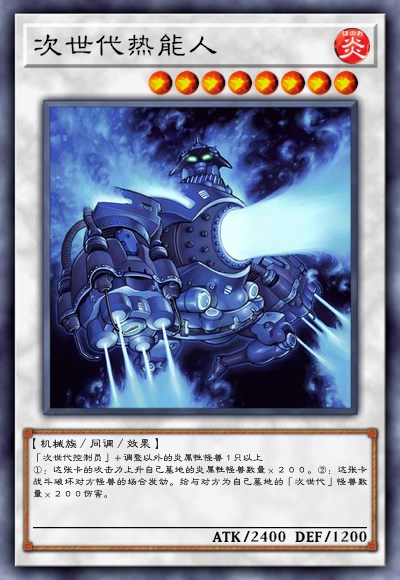 次世代热能人
ほのお
炎
【机械族／同调／效果】
「次世代控制员」＋调整以外的炎属性怪兽１只以上
①：这张卡的攻击力上升自己墓地的炎属性怪兽数量×２００。②：这张卡
战斗破坏对方怪兽的场合发动。给与对方为自己墓地的「次世代」怪兽数
量×２００伤害。
ATK/2400 DEF/1200